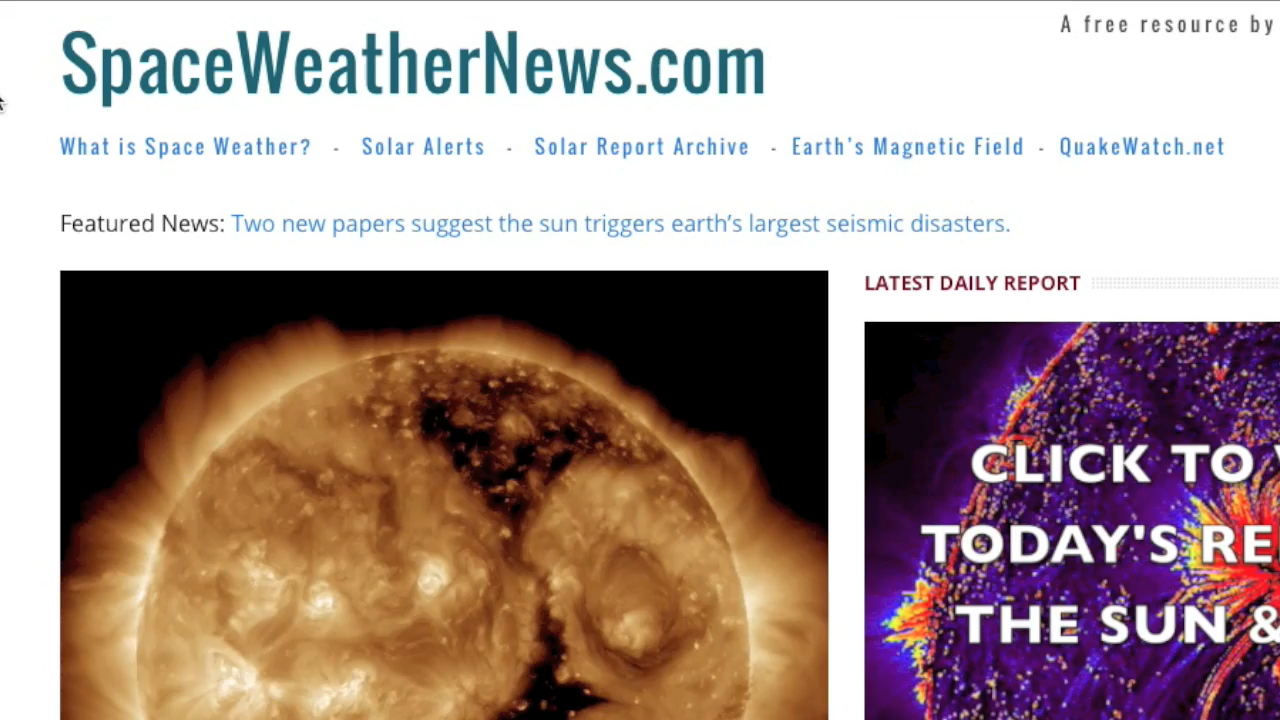 A free resource by
SpaceWeatherNews.com
What is Space Weather? - Solar Alerts - Solar Report Archive - Earth’s Magnetic Field - QuakeWatch.net
Featured News: Two new papers suggest the sun triggers earth’s largest seismic disasters.
LATEST DAILY REPORT
CLICK TO
TODAY'S
THE SUN &